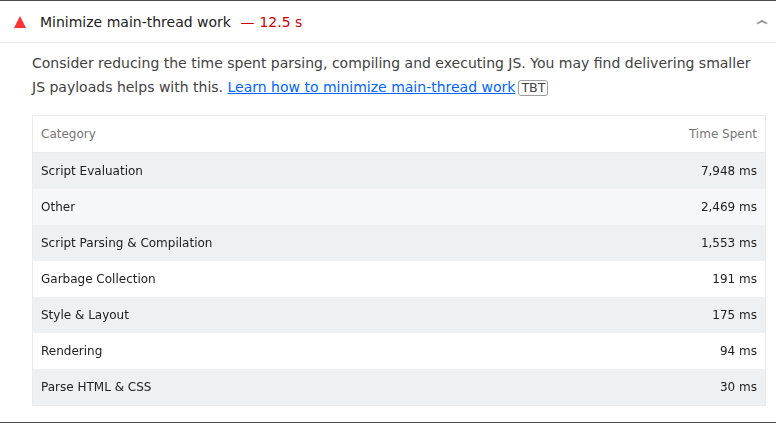 Minimize main-thread work — 12.5 s
Consider reducing the time spent parsing, compiling and executing JS. You may find delivering smaller
JS payloads helps with this. Learn how to minimize main-thread work TBT
Category Time Spent
Script Evaluation 7,948 ms
Other 2,469 ms
Script Parsing & Compilation 1,553 ms
Garbage Collection 191 ms
Style & Layout 175 ms
Rendering 94 ms
Parse HTML & CSS 30 ms